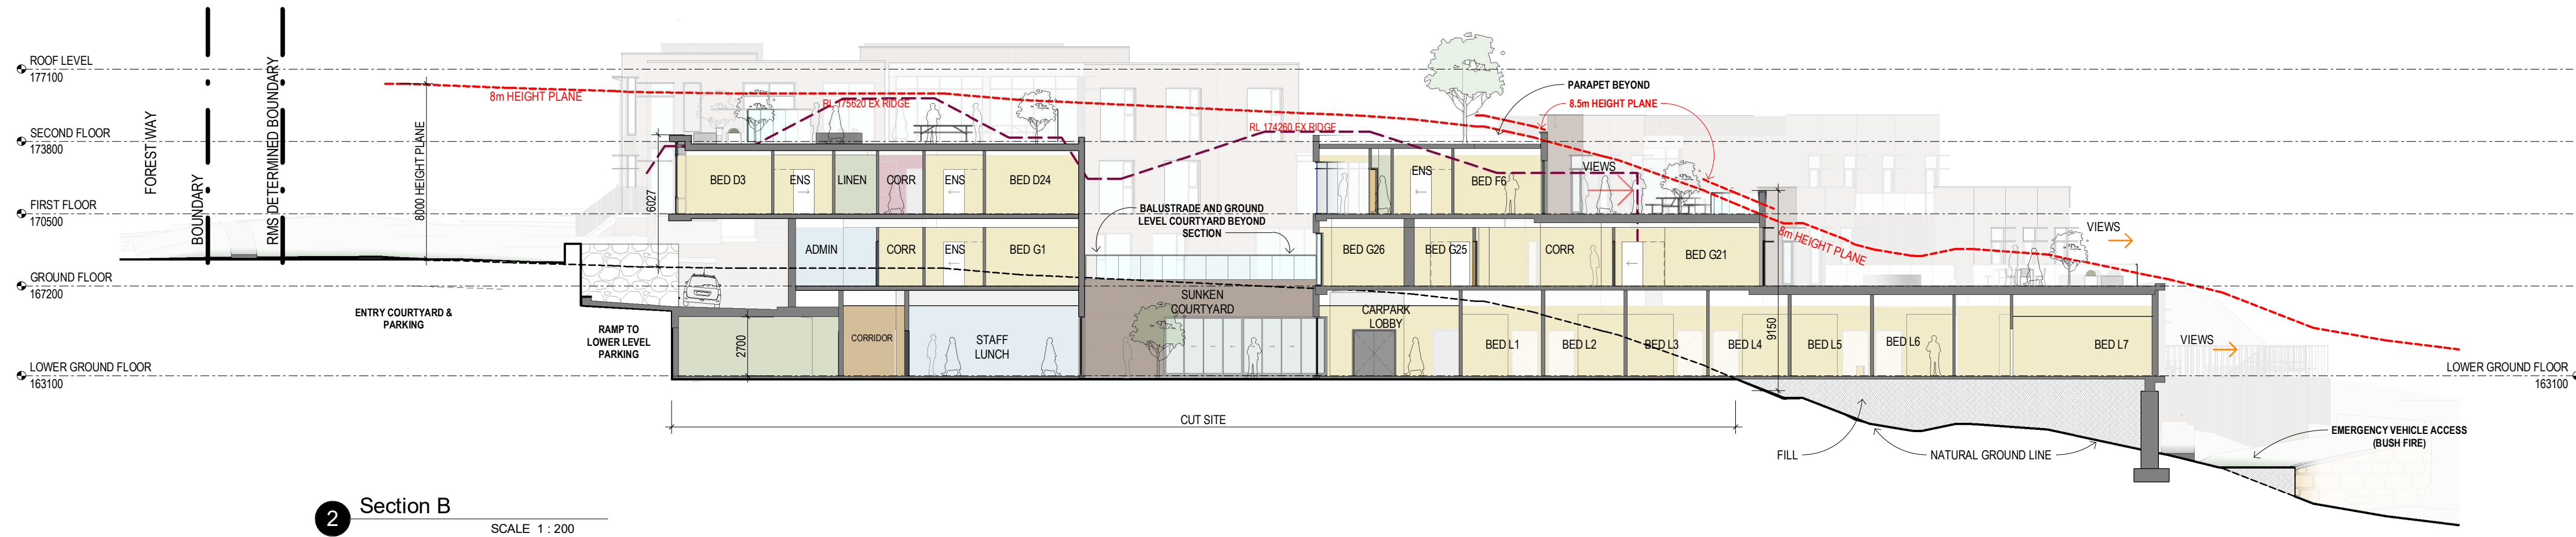 ROOF LEVEL
177100
SECOND FLOOR
173800
FIRST FLOOR
170500
GROUND FLOOR
167200
LOWER GROUND FLOOR
163100
FOREST WAY
BOUNDARY
RMS DETERMINED BOUNDARY
8000 HEIGHT PLANE
8m HEIGHT PLANE
RL 175620 EX RIDGE
RL 174260 EX RIDGE
PARAPET BEYOND
8.5m HEIGHT PLANE
6027
BED D3
ENS
LINEN
CORR
ENS
BED D24
ENS
BED F6
VIEWS
BALUSTRADE AND GROUND
LEVEL COURTYARD BEYOND
SECTION
ADMIN
CORR
ENS
BED G1
BED G26
BED G25
CORR
BED G21
8m HEIGHT PLANE
VIEWS
ENTRY COURTYARD &
PARKING
RAMP TO
LOWER LEVEL
PARKING
2700
CORRIDOR
STAFF
LUNCH
SUNKEN
COURTYARD
CARPARK
LOBBY
BED L1
BED L2
BED L3
BED L4
9150
BED L5
BED L6
BED L7
VIEWS
LOWER GROUND FLOOR
163100
CUT SITE
FILL
NATURAL GROUND LINE
EMERGENCY VEHICLE ACCESS
(BUSH FIRE)
2
Section B
SCALE 1 : 200